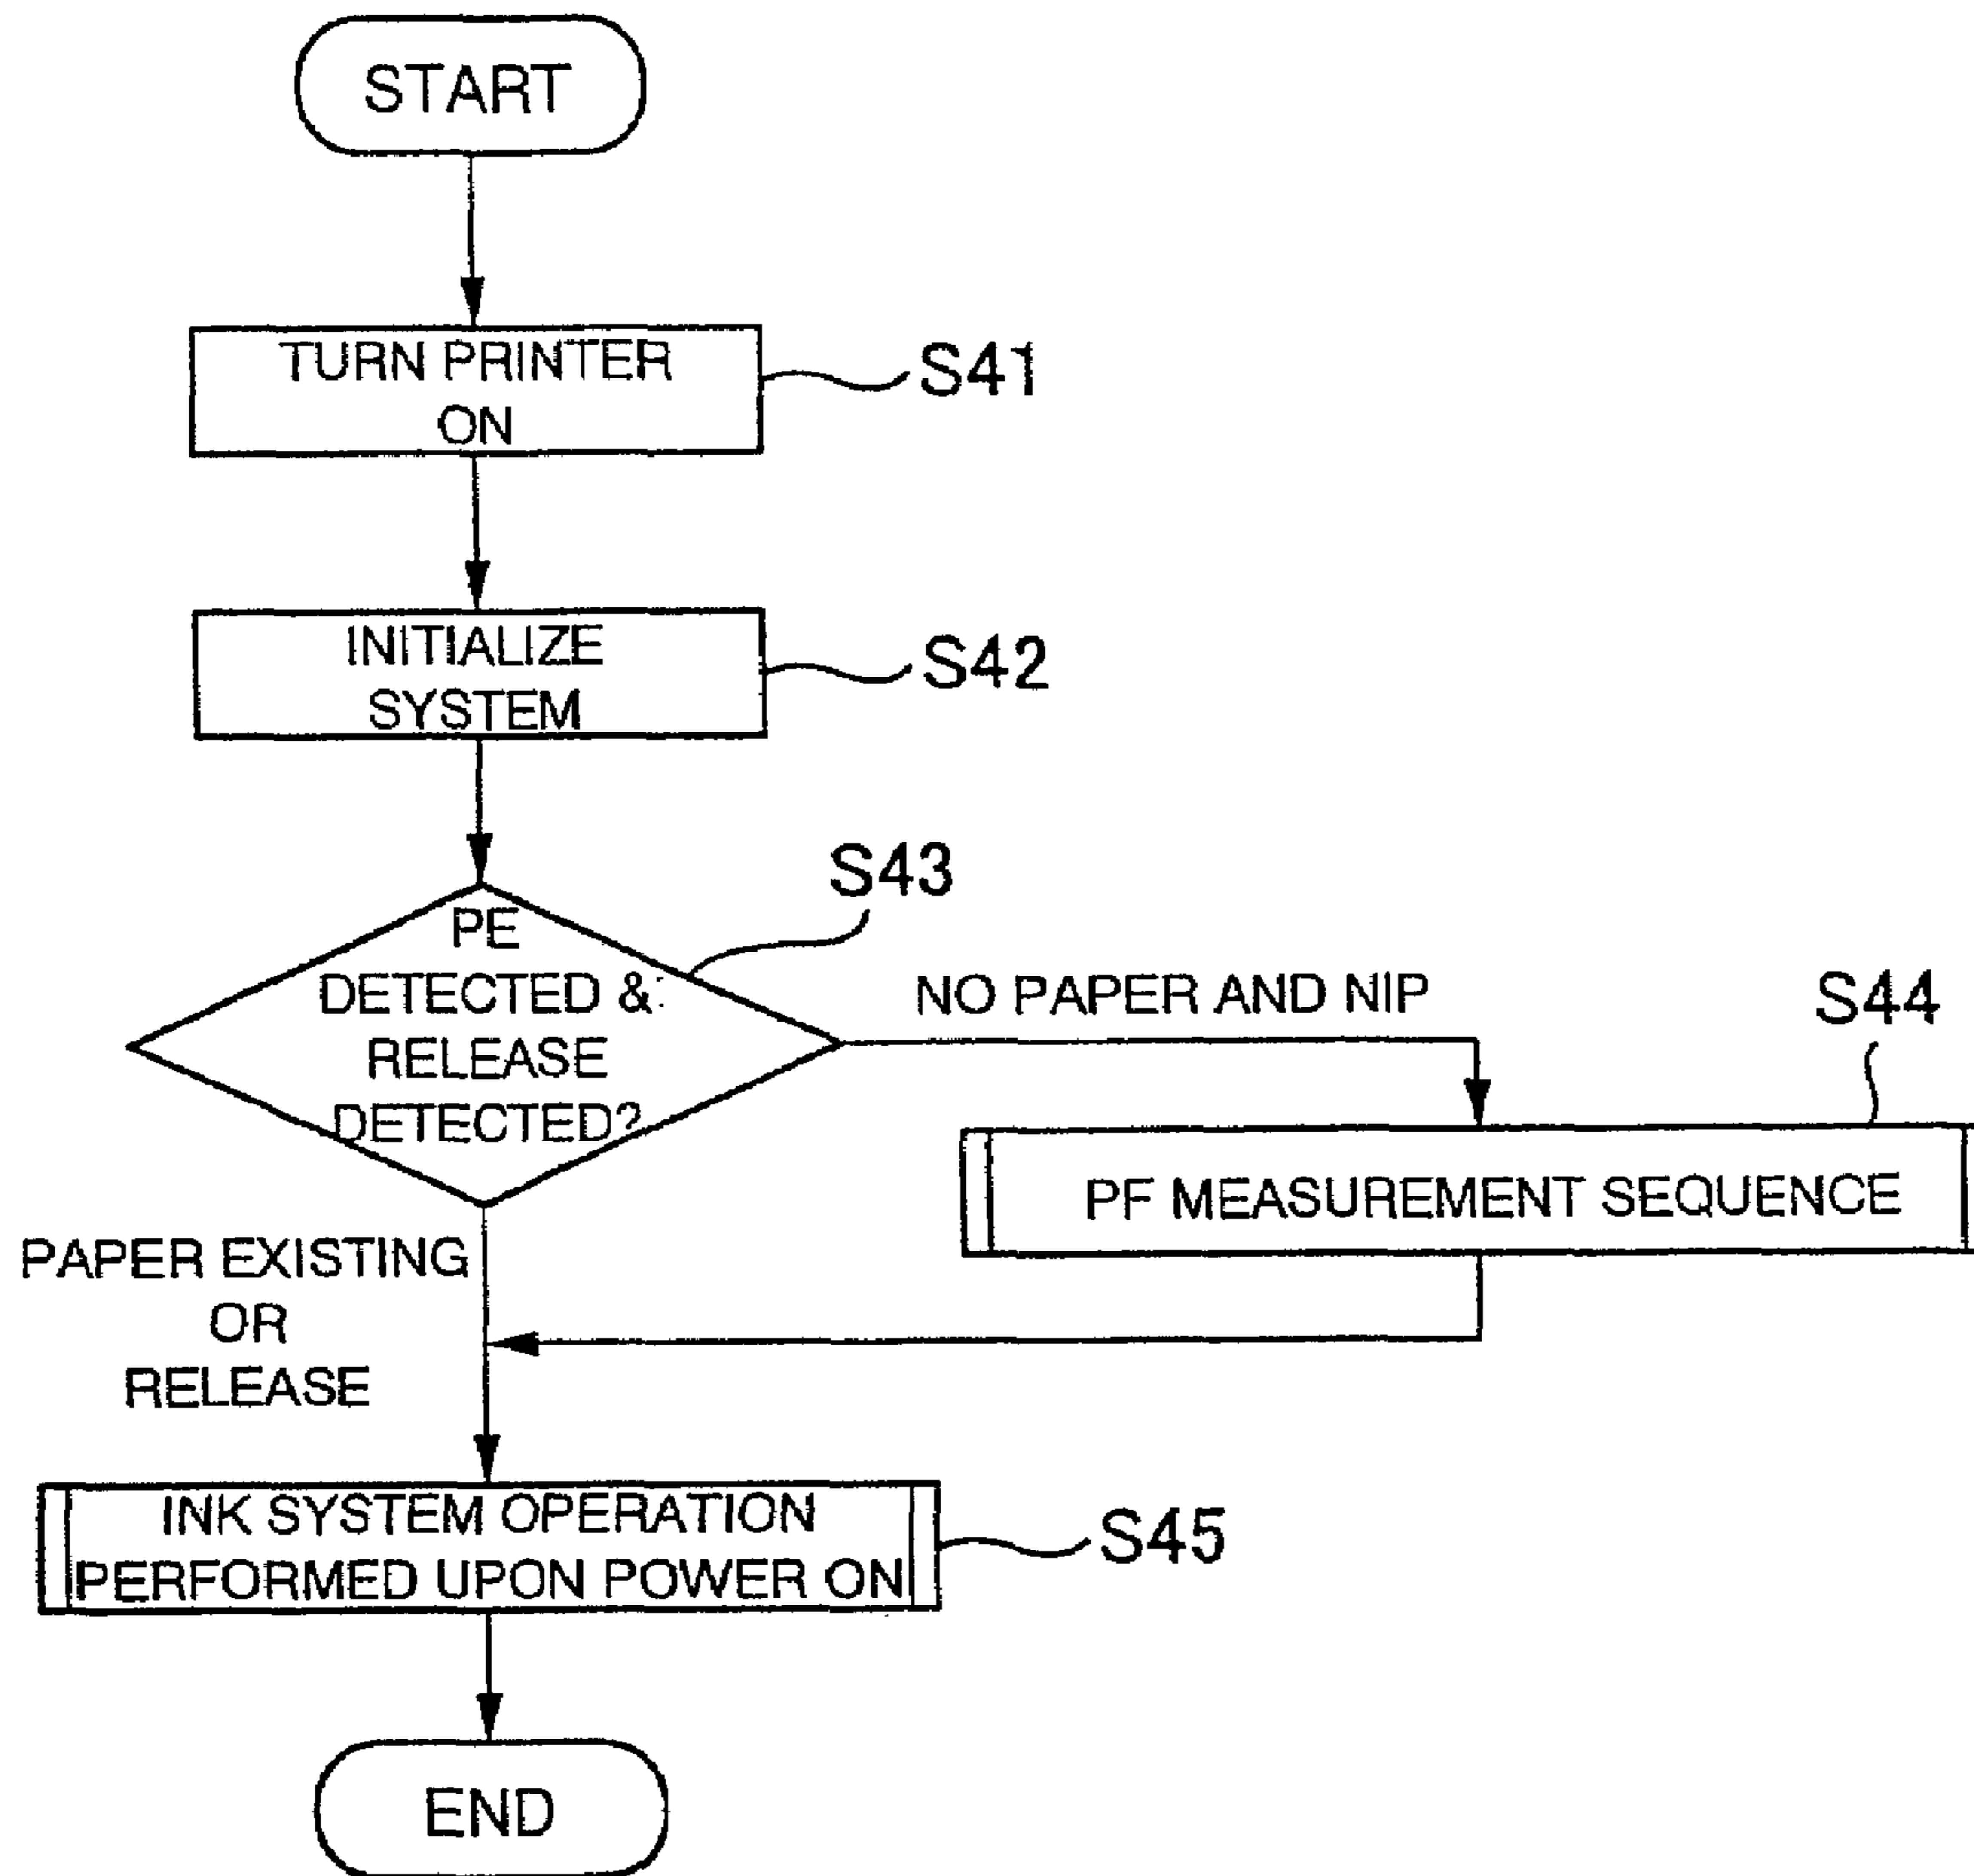 START
TURN PRINTER
ON
S41
INITIALIZE
SYSTEM
S42
S43
PE
DETECTED &
RELEASE
DETECTED?
NO PAPER AND NIP
S44
PF MEASUREMENT SEQUENCE
PAPER EXISTING
OR
RELEASE
INK SYSTEM OPERATION
PERFORMED UPON POWER ON
S45
END